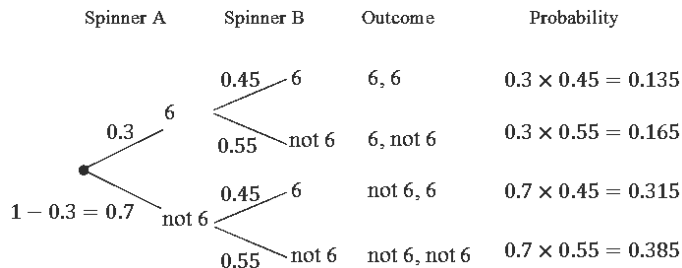 Spinner A Spinner B Outcome Probability
0.45 6 6, 6 0.3 × 0.45 = 0.135
6
0.3
0.55 not 6 6, not 6 0.3 × 0.55 = 0.165
0.45 6 not 6, 6 0.7 × 0.45 = 0.315
1 − 0.3 = 0.7 not 6
0.55 not 6 not 6, not 6 0.7 × 0.55 = 0.385